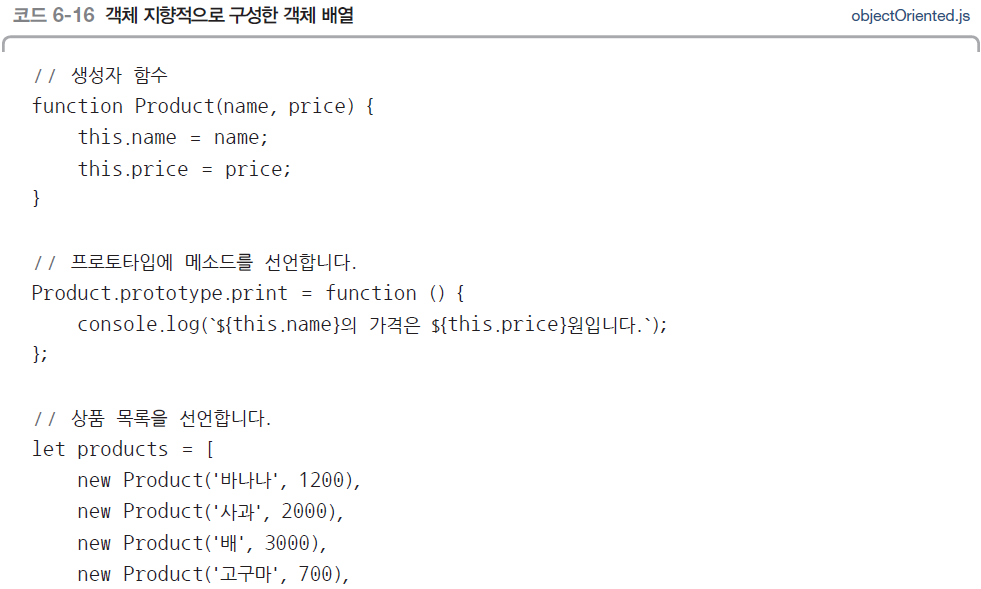 코드 6-16 객체 지향적으로 구성한 객체 배열 objectOriented.js
// 생성자 함수
function Product(name, price) {
    this.name = name;
    this.price = price;
}
// 프로토타입에 메소드를 선언합니다.
Product.prototype.print = function () {
    console.log(`${this.name}의 가격은 ${this.price}원입니다.`);
};
// 상품 목록을 선언합니다.
let products = [
    new Product('바나나', 1200),
    new Product('사과', 2000),
    new Product('배', 3000),
    new Product('고구마', 700),